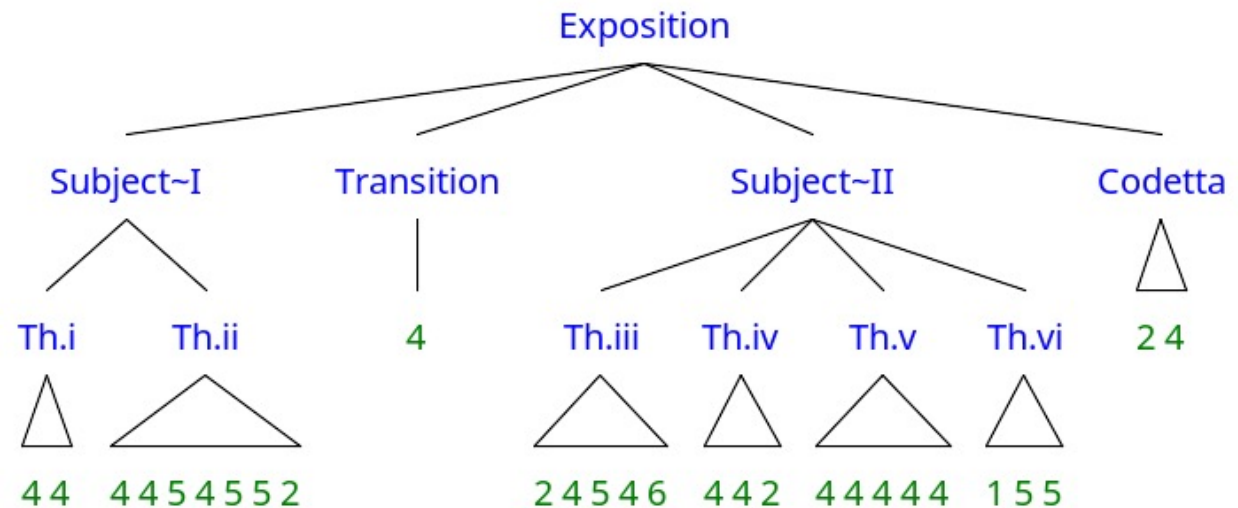 Exposition
Subject~I Transition Subject~II Codetta
Th.i Th.ii 4 Th.iii Th.iv Th.v Th.vi 2 4
4 4 4 4 5 4 5 5 2 2 4 5 4 6 4 4 2 4 4 4 4 4 1 5 5